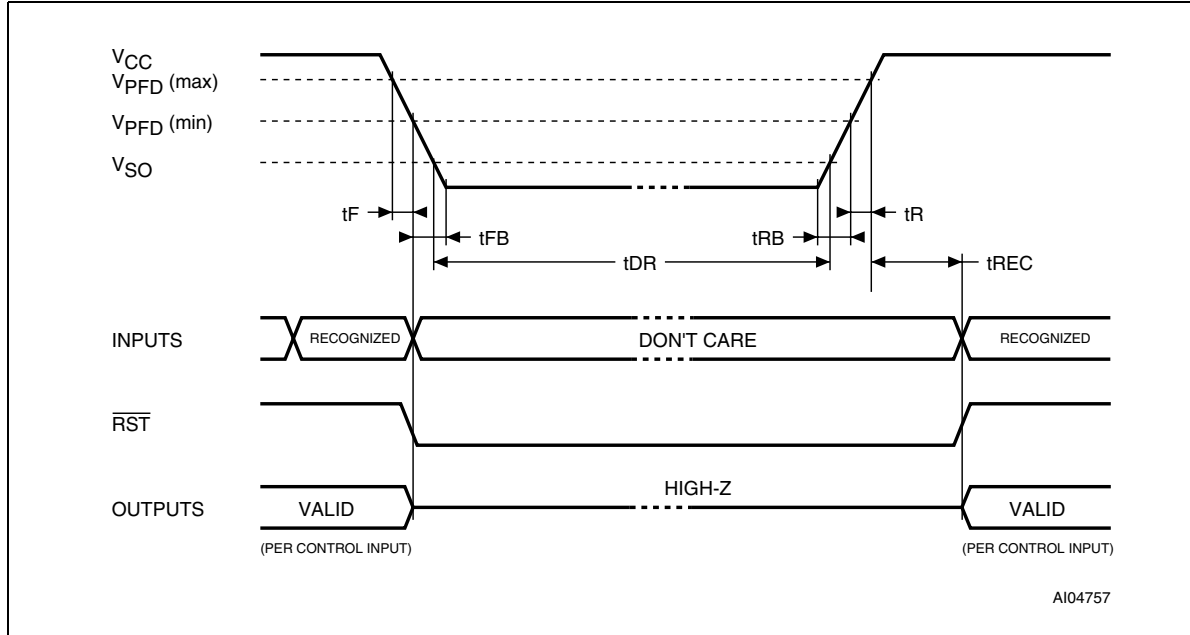 VCC
VPFD (max)
VPFD (min)
VSO
tF
tR
tFB
tRB
tDR
tREC
INPUTS
RECOGNIZED
DON'T CARE
RECOGNIZED
RST
HIGH-Z
OUTPUTS
VALID
VALID
(PER CONTROL INPUT)
(PER CONTROL INPUT)
AI04757